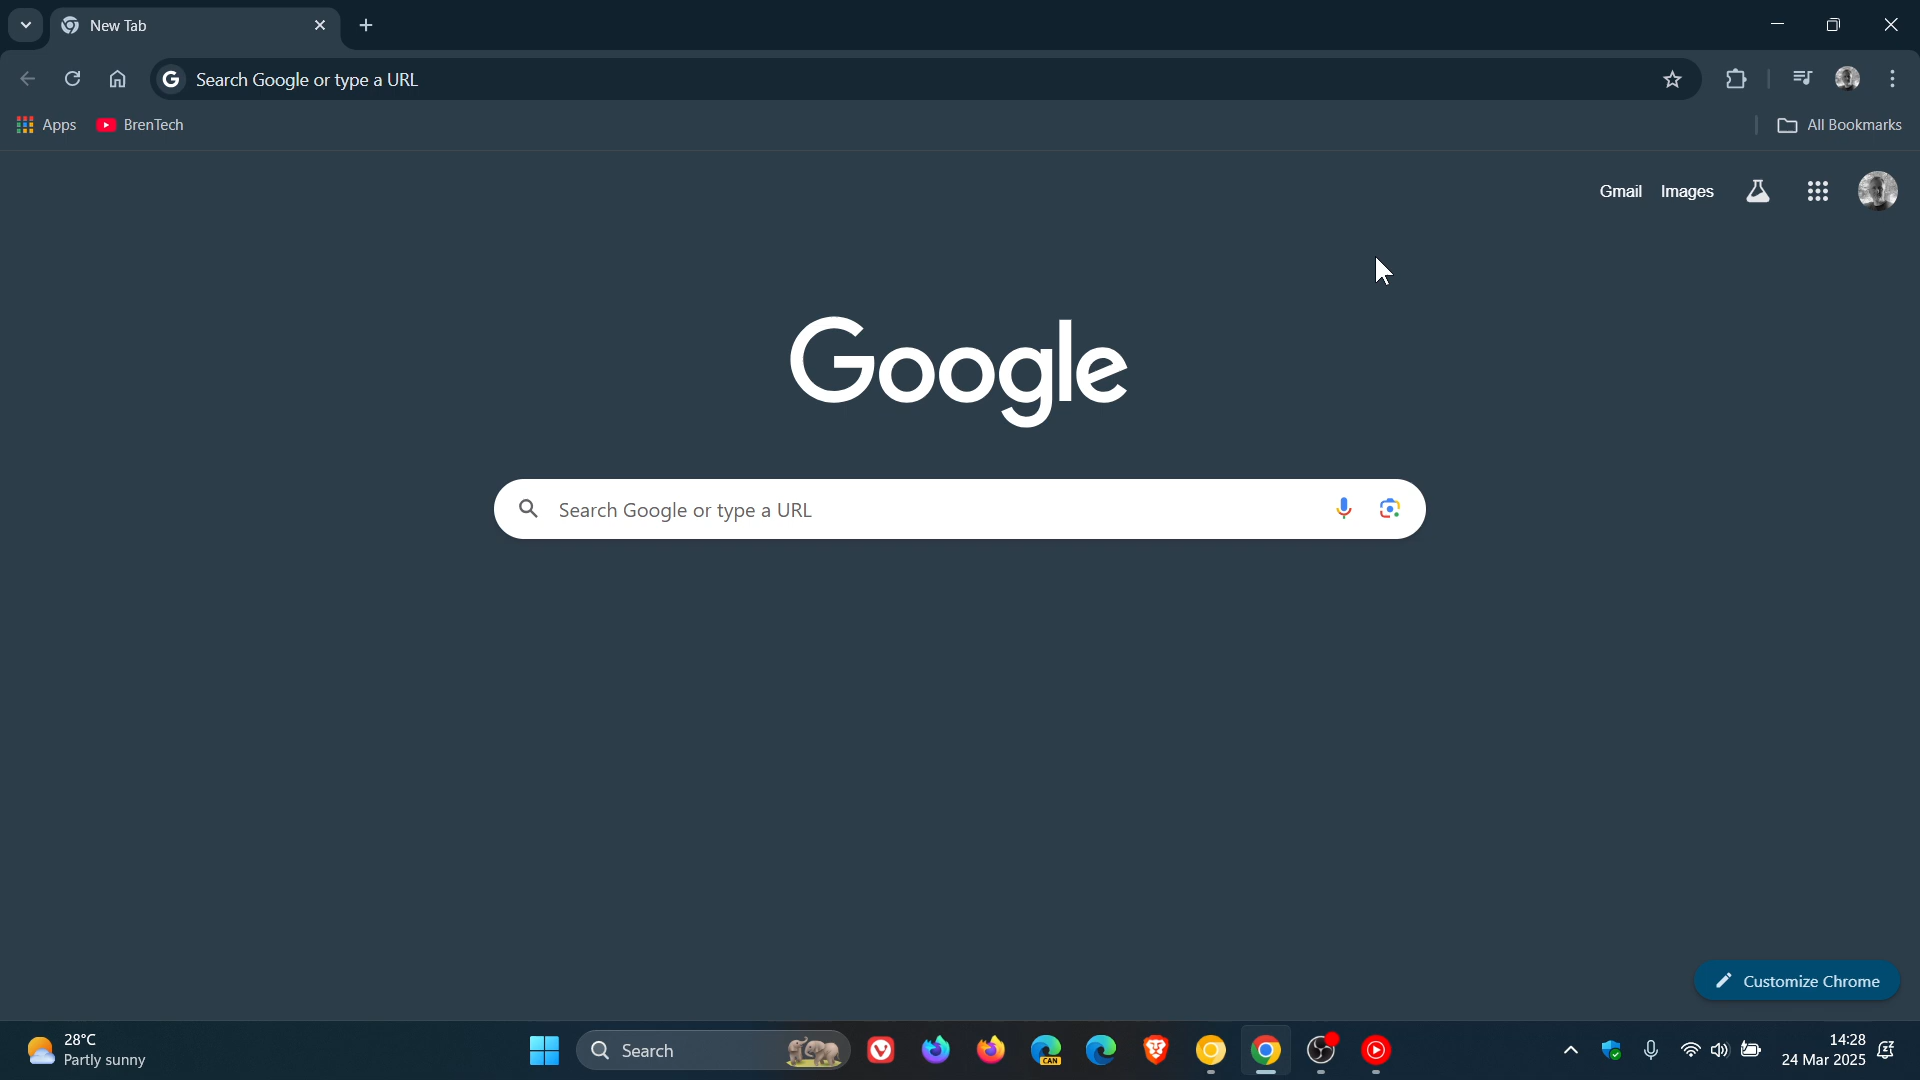 New Tab
Search Google or type a URL
Apps
BrenTech
All Bookmarks
Gmail
Images
Google
Search Google or type a URL
Customize Chrome
28°C
Partly sunny
Search
CAN
14:28
24 Mar 2025